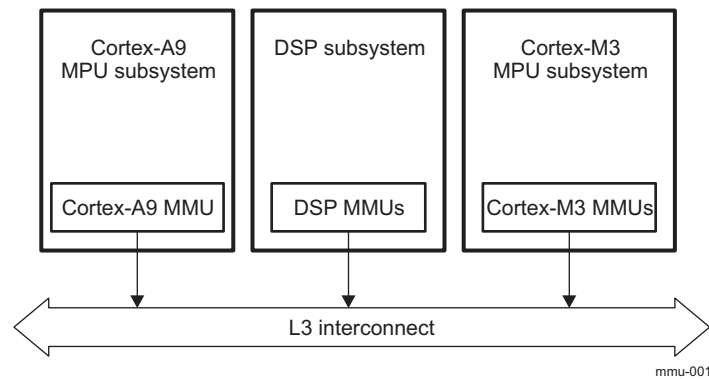 Cortex-A9
MPU subsystem
DSP subsystem
Cortex-M3
MPU subsystem
Cortex-A9 MMU
DSP MMUs
Cortex-M3 MMUs
L3 interconnect
mmu-001